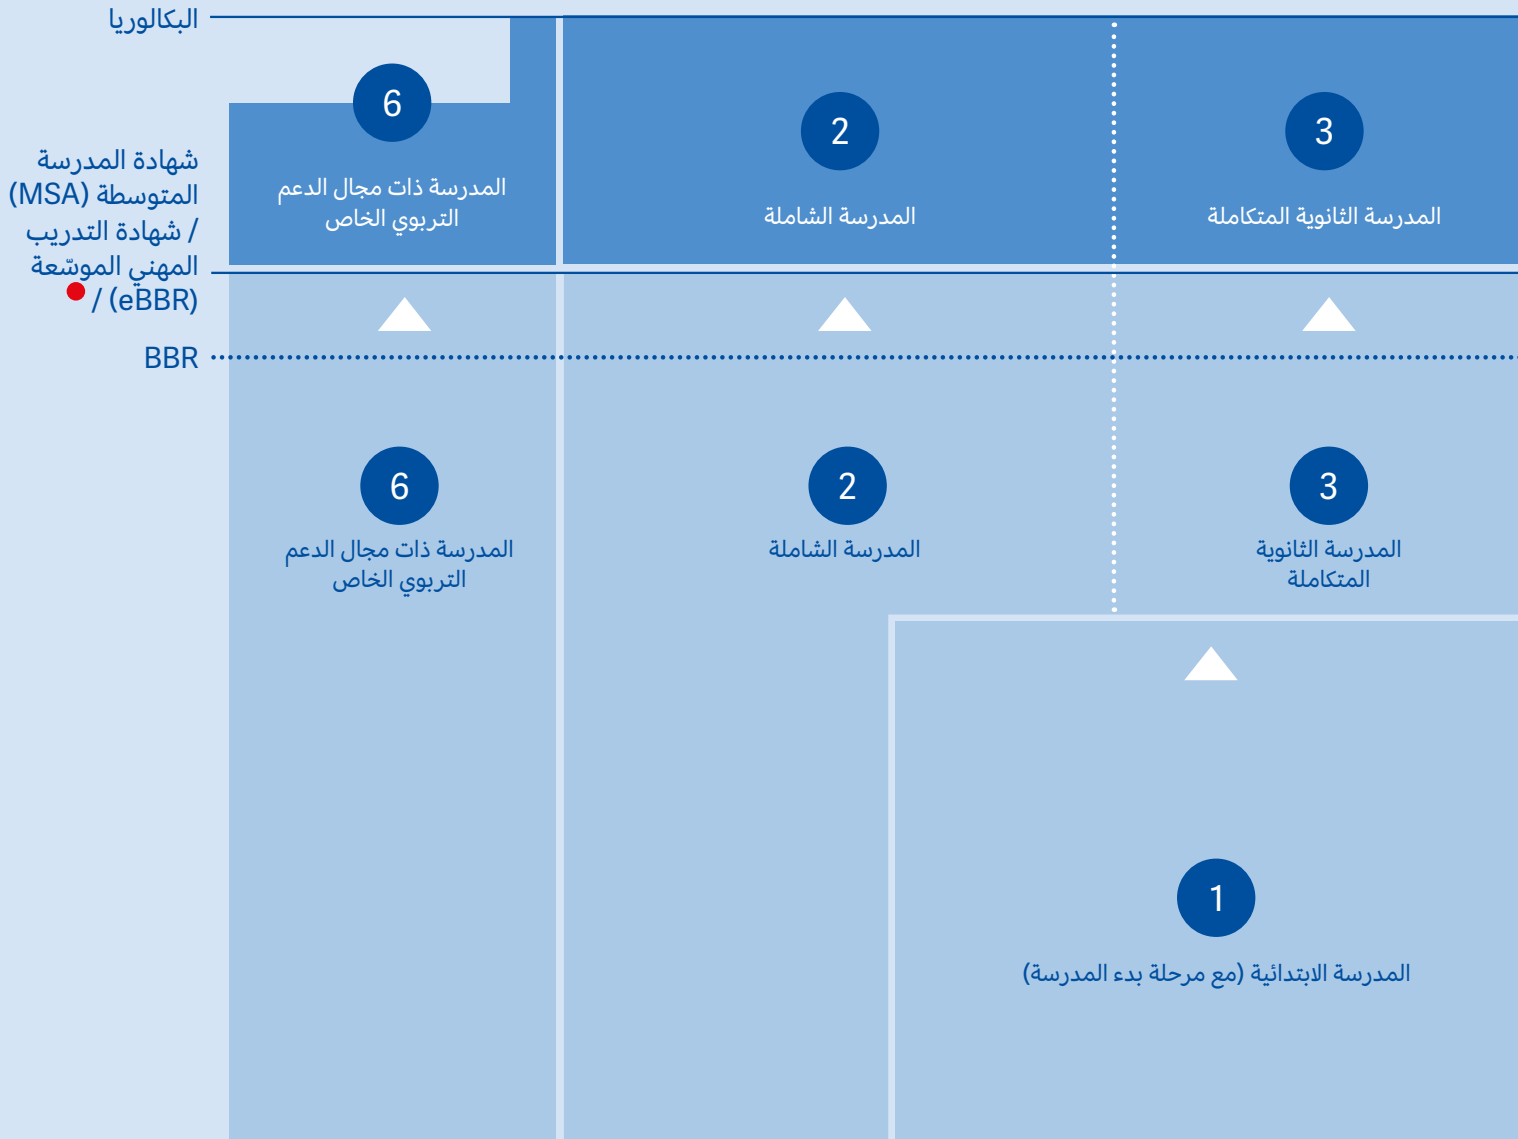 البكالوريا
6
2
3
شهادة المدرسة
المتوسطة (MSA)
/ شهادة التدريب
المهني الموسّعة
(eBBR) /
المدرسة ذات مجال الدعم
التربوي الخاص
المدرسة الشاملة
المدرسة الثانوية المتكاملة
BBR
6
2
3
المدرسة ذات مجال الدعم
التربوي الخاص
المدرسة الشاملة
المدرسة الثانوية
المتكاملة
1
المدرسة الابتدائية (مع مرحلة بدء المدرسة)